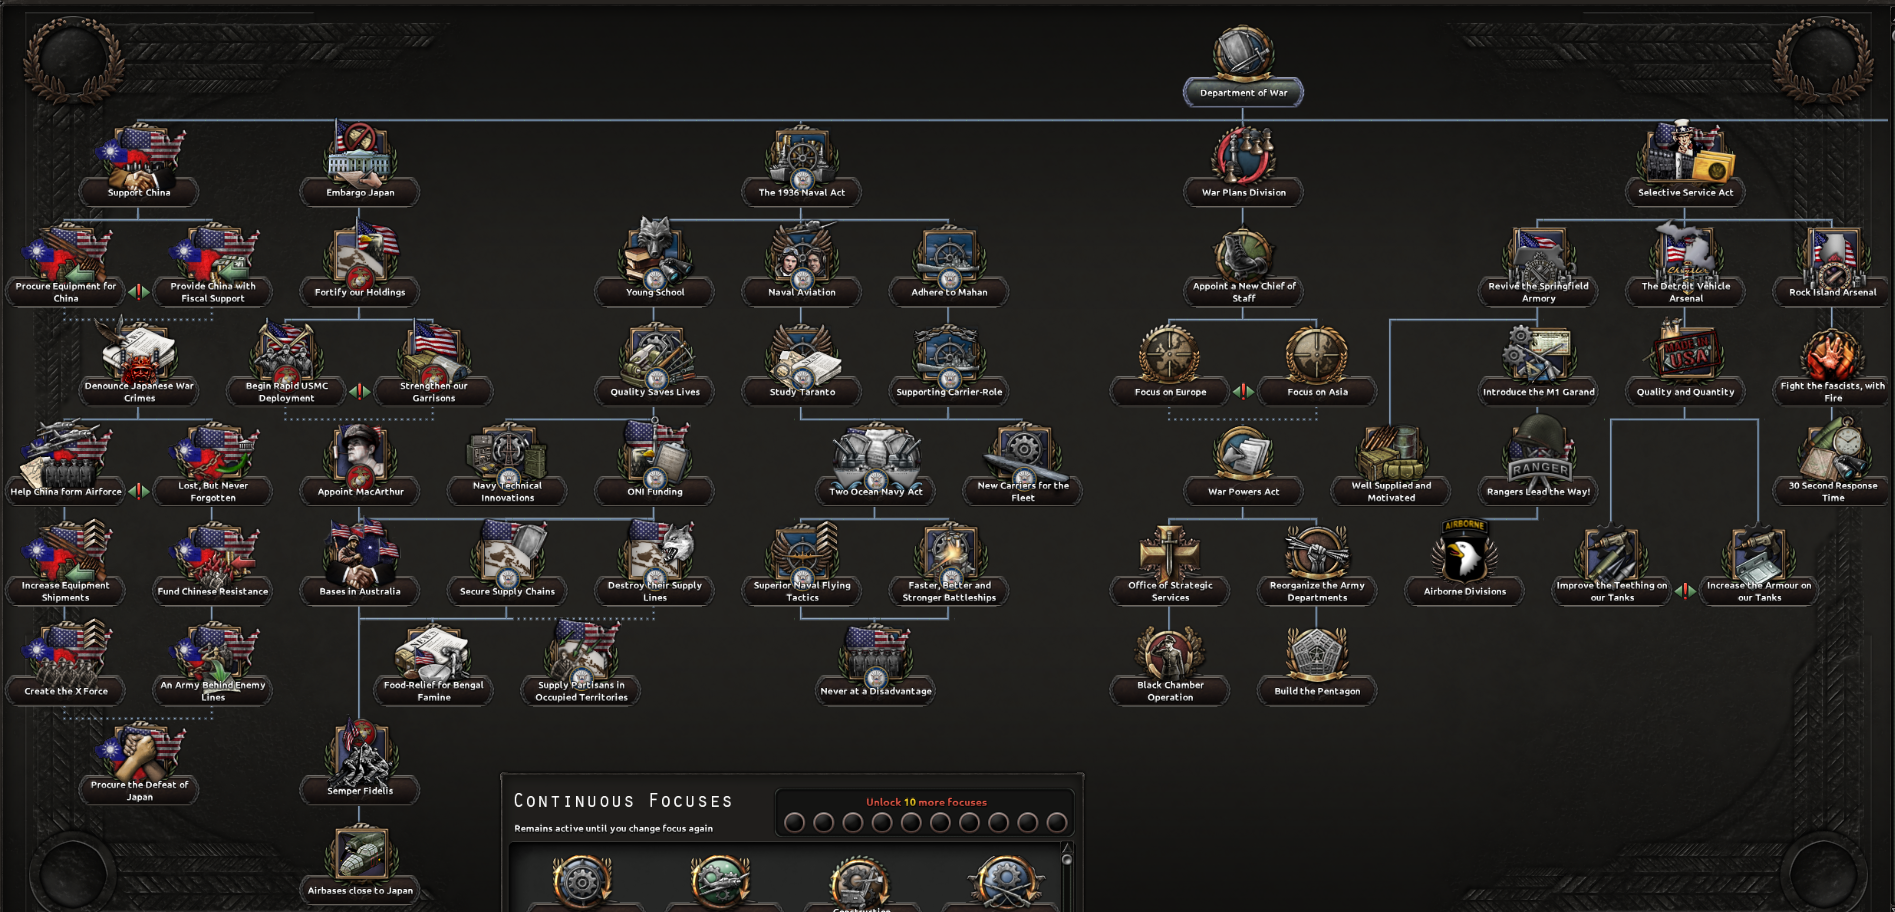 Department of War
Support China
Embargo Japan
The 1936 Naval Act
War Plans Division
Selective Service Act
Procure Equipment for
China
Provide China with
Fiscal Support
Fortify our Holdings
Young School
Naval Aviation
Adhere to Mahan
Appoint a New Chief of
Staff
Revive the Springfield
Armory
Chrysler
The Detroit Vehicle
Arsenal
Rock Island Arsenal
Denounce Japanese War
Crimes
Begin Rapid USMC
Deployment
Strengthen our
Garrisons
Quality Saves Lives
Study Taranto
Supporting Carrier-Role
Focus on Europe
Focus on Asia
Introduce the M1 Garand
MADE IN
USA
Quality and Quantity
Fight the fascists, with
Fire
Help China form Airforce
Lost, But Never
Forgotten
Appoint MacArthur
Navy Technical
Innovations
ONI Funding
Two Ocean Navy Act
New Carriers for the
Fleet
War Powers Act
Well Supplied and
Motivated
RANGER
Rangers Lead the Way!
30 Second Response
Time
Increase Equipment
Shipments
Fund Chinese Resistance
Bases in Australia
Secure Supply Chains
Destroy their Supply
Lines
Superior Naval Flying
Tactics
Faster, Better and
Stronger Battleships
Office of Strategic
Services
Reorganize the Army
Departments
AIRBORNE
Airborne Divisions
Improve the Teething on
our Tanks
Increase the Armour on
our Tanks
Create the X Force
An Army Behind Enemy
Lines
NEWS
Food-Relief for Bengal
Famine
Supply Partisans in
Occupied Territories
Never at a Disadvantage
Black Chamber
Operation
Build the Pentagon
Procure the Defeat of
Japan
Semper Fidelis
Airbases close to Japan
Continuous Focuses
Unlock 10 more focuses
Remains active until you change focus again
Construction